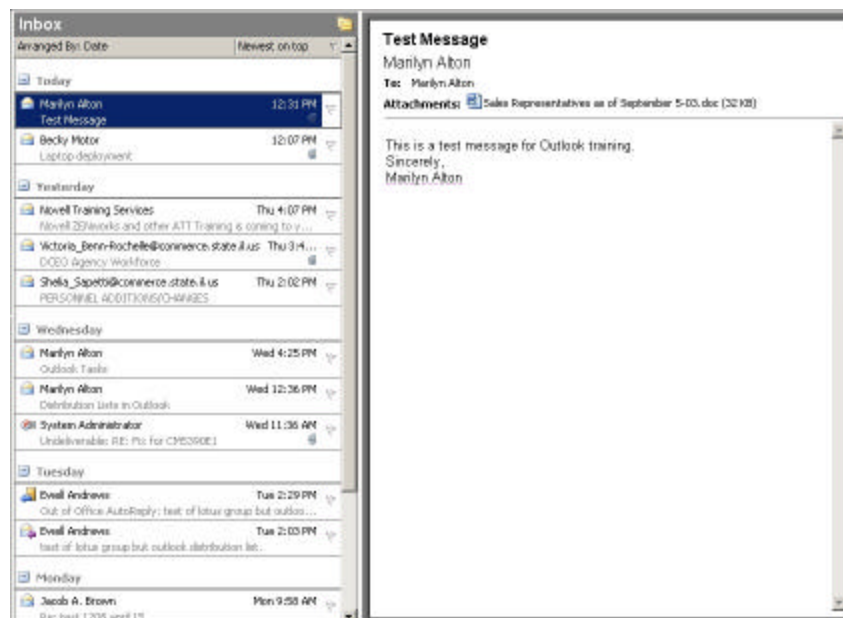 Inbox
Arranged By: Date Newest on top
Today
Marilyn Alton 12:31 PM
Test Message
Becky Motor 12:07 PM
Laptop deployment
Yesterday
Novell Training Services Thu 4:07 PM
Novell ZENworks and other ATT Training is coming to y...
Victoria_Benn-Rochelle@commerce.state.il.us Thu 3:4...
DCEO Agency Workforce
Shelia_Sapetti@commerce.state.il.us Thu 2:02 PM
PERSONNEL ADDITIONS/CHANGES
Wednesday
Marilyn Alton Wed 4:25 PM
Outlook Tasks
Marilyn Alton Wed 12:36 PM
Distribution Lists in Outlook
System Administrator Wed 11:36 AM
Undeliverable: RE: Fix for
Tuesday
Ewell Andrews Tue 2:29 PM
Out of Office AutoReply: test of lotus group but outloo...
Ewell Andrews Tue 2:03 PM
test of lotus group but outlook distribution list.
Monday
Jacob A. Brown Mon 9:58 AM
Test Message
Marilyn Alton
To: Marilyn Alton
Attachments: Sales Representatives as of September 5-03.doc (32 KB)
This is a test message for Outlook training.
Sincerely,
Marilyn Alton